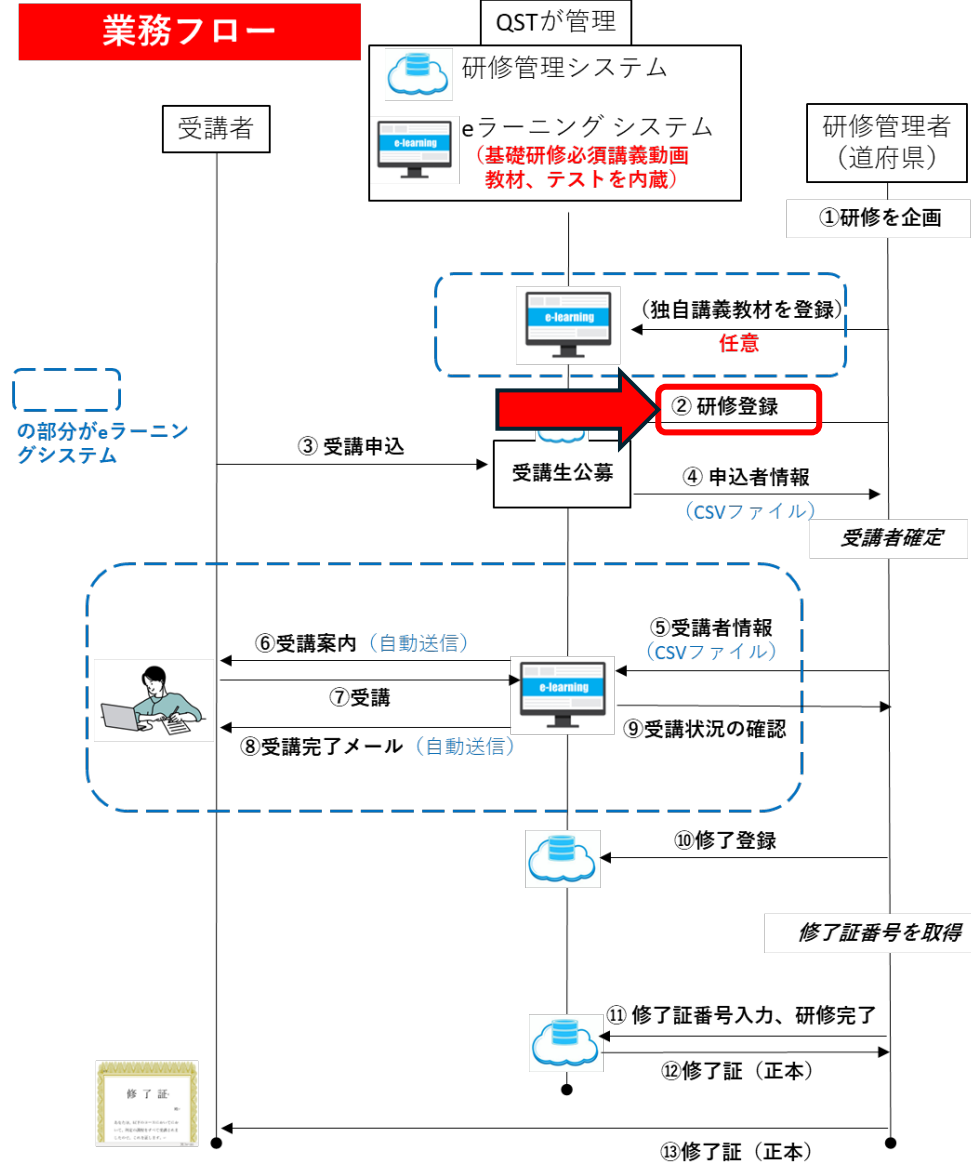 業務フロー
QSTが管理
研修管理システム
e-learning
eラーニング システム
（基礎研修必須講義動画
教材、テストを内蔵）
受講者
研修管理者
（道府県）
①研修を企画
e-learning
（独自講義教材を登録）
任意
② 研修登録
の部分がeラーニン
グシステム
③ 受講申込
受講生公募
④ 申込者情報
（CSVファイル）
受講者確定
⑤受講者情報
（CSVファイル）
⑥受講案内（自動送信）
e-learning
⑦受講
⑧受講完了メール（自動送信）
⑨受講状況の確認
⑩修了登録
修了証番号を取得
⑪ 修了証番号入力、研修完了
⑫修了証（正本）
修 了 証
⑬修了証（正本）